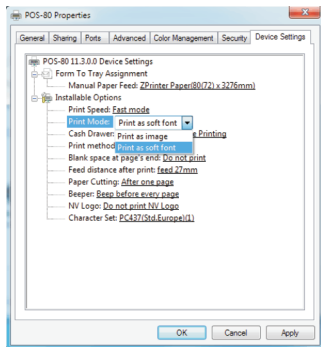 POS-80 Properties
General Sharing Ports Advanced Color Management Security Device Settings
POS-80 11.3.0.0 Device Settings
Form To Tray Assignment
Manual Paper Feed: ZPrinter Paper(80(72) x 3276mm)
Installable Options
Print Speed: Fast mode
Print Mode: Print as soft font
Cash Drawer: Printing
Print as image
Print method
Print as soft font
Blank space at page's end: Do not print
Feed distance after print: feed 27mm
Paper Cutting: After one page
Beeper: Beep before every page
NV Logo: Do not print NV Logo
Character Set: PC437(Std.Europe)(1)
OK Cancel Apply